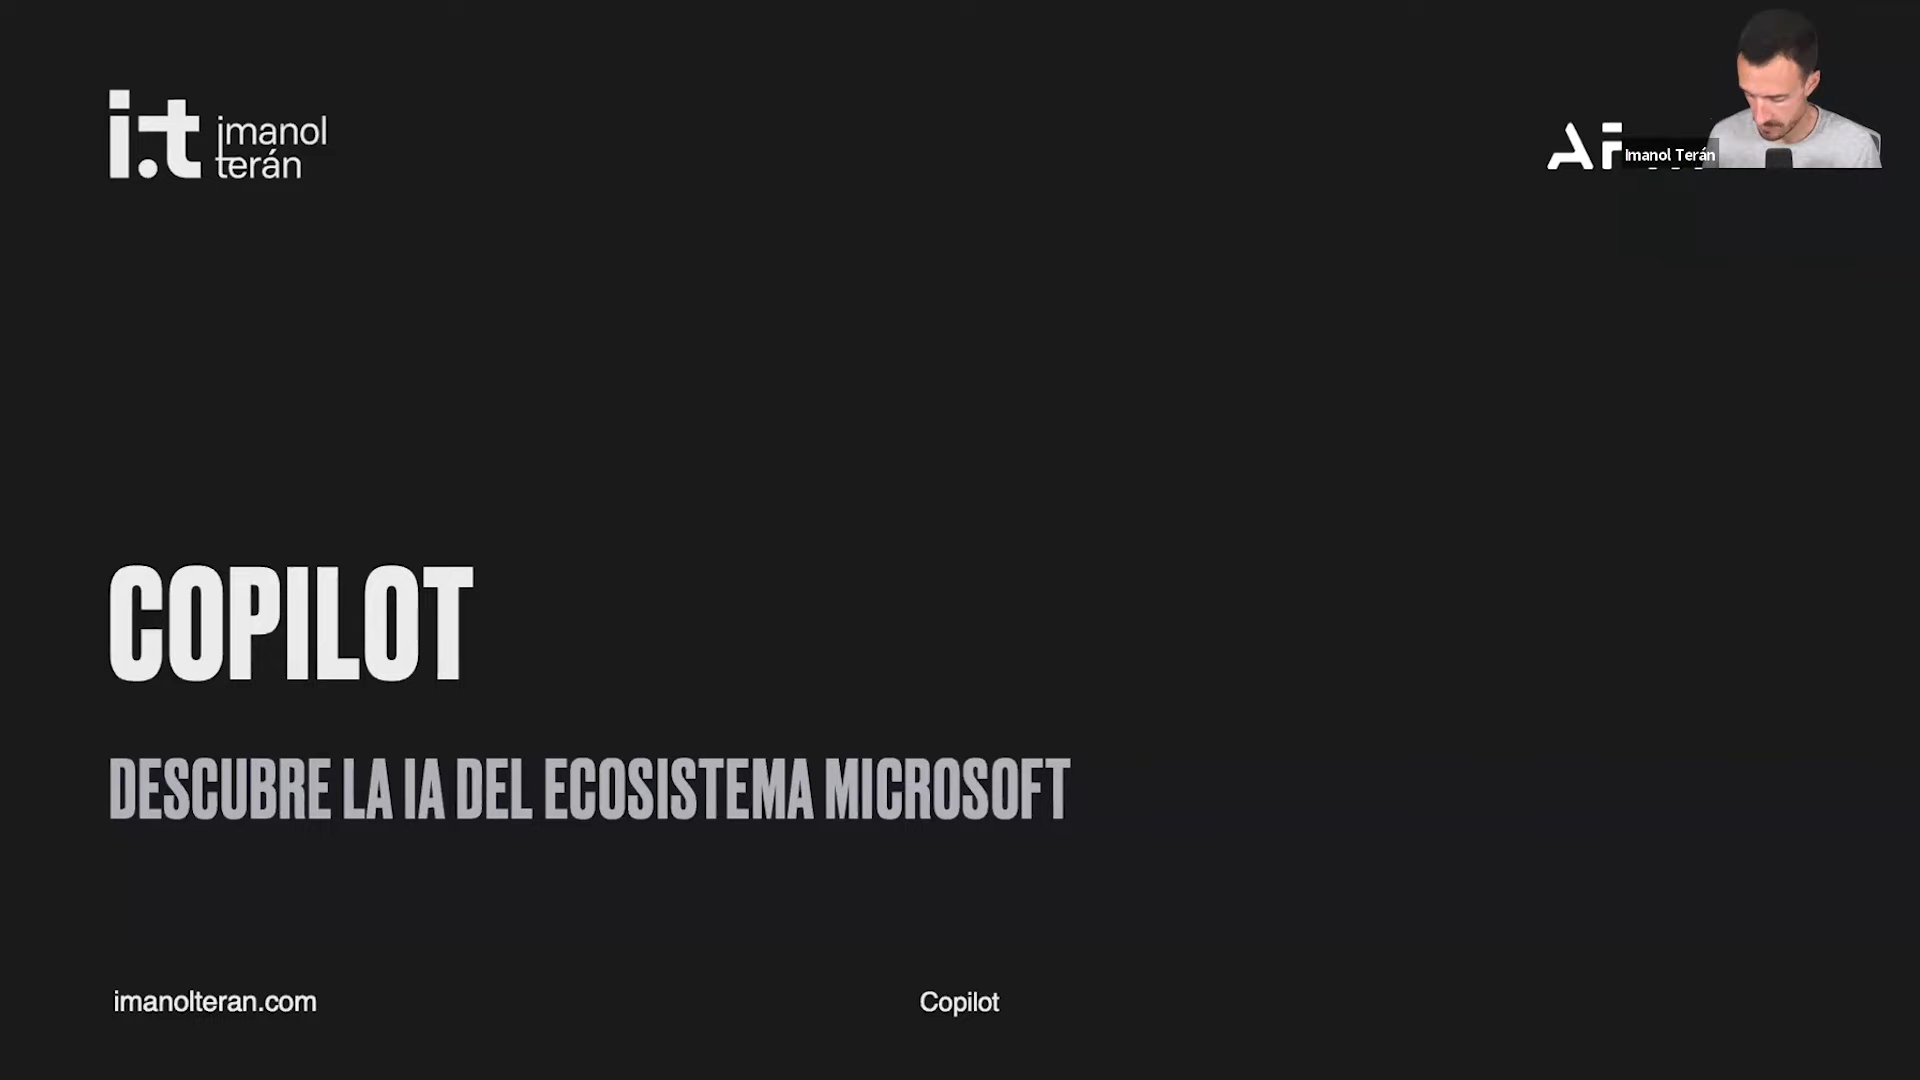 i.t imanol
terán
Imanol Terán
COPILOT
DESCUBRE LA IA DEL ECOSISTEMA MICROSOFT
imanolteran.com
Copilot